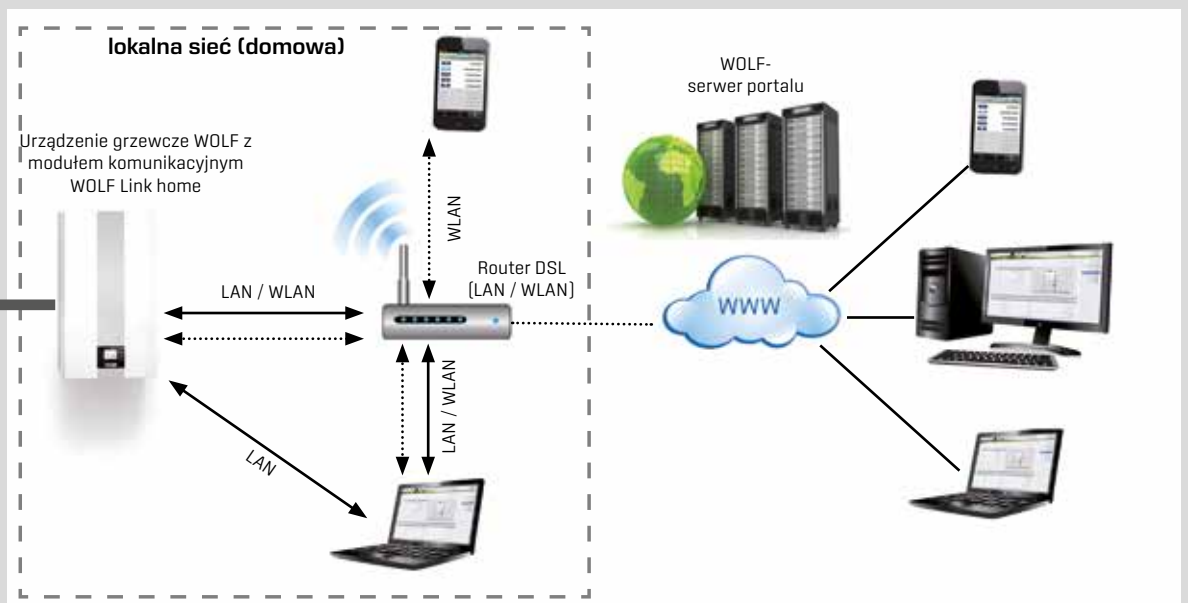 lokalna sieć (domowa)
WOLF-
serwer portalu
Urządzenie grzewcze WOLF z
modułem komunikacyjnym
WOLF Link home
WLAN
Router DSL
(LAN / WLAN)
LAN / WLAN
WWW
LAN / WLAN
LAN